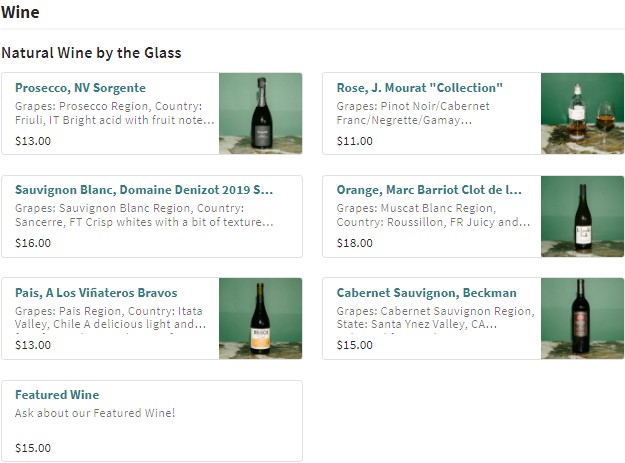 Wine
Natural Wine by the Glass
Prosecco, NV Sorgente
Grapes: Prosecco Region, Country:
Friuli, IT Bright acid with fruit note...
$13.00
Rose, J. Mourat "Collection"
Grapes: Pinot Noir/Cabernet
Franc/Negrette/Gamay...
$11.00
Sauvignon Blanc, Domaine Denizot 2019 S...
Grapes: Sauvignon Blanc Region, Country:
Sancerre, FT Crisp whites with a bit of texture...
$16.00
Orange, Marc Barriot Clot de l...
Grapes: Muscat Blanc Region,
Country: Roussillon, FR Juicy and...
$18.00
Pais, A Los Viñateros Bravos
Grapes: Pais Region, Country: Itata
Valley, Chile A delicious light and...
$13.00
Cabernet Sauvignon, Beckman
Grapes: Cabernet Sauvignon Region,
State: Santa Ynez Valley, CA...
$15.00
Featured Wine
Ask about our Featured Wine!
$15.00